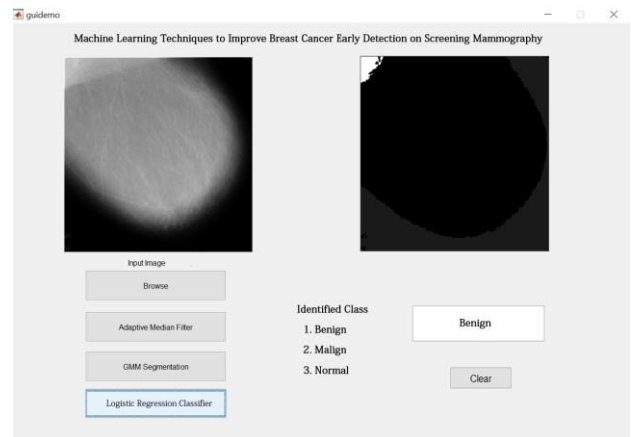 guidemo
Machine Learning Techniques to Improve Breast Cancer Early Detection on Screening Mammography
Input Image
Browse
Adaptive Median Filter
GMM Segmentation
Logistic Regression Classifier
Identified Class
1. Benign
2. Malign
3. Normal
Benign
Clear